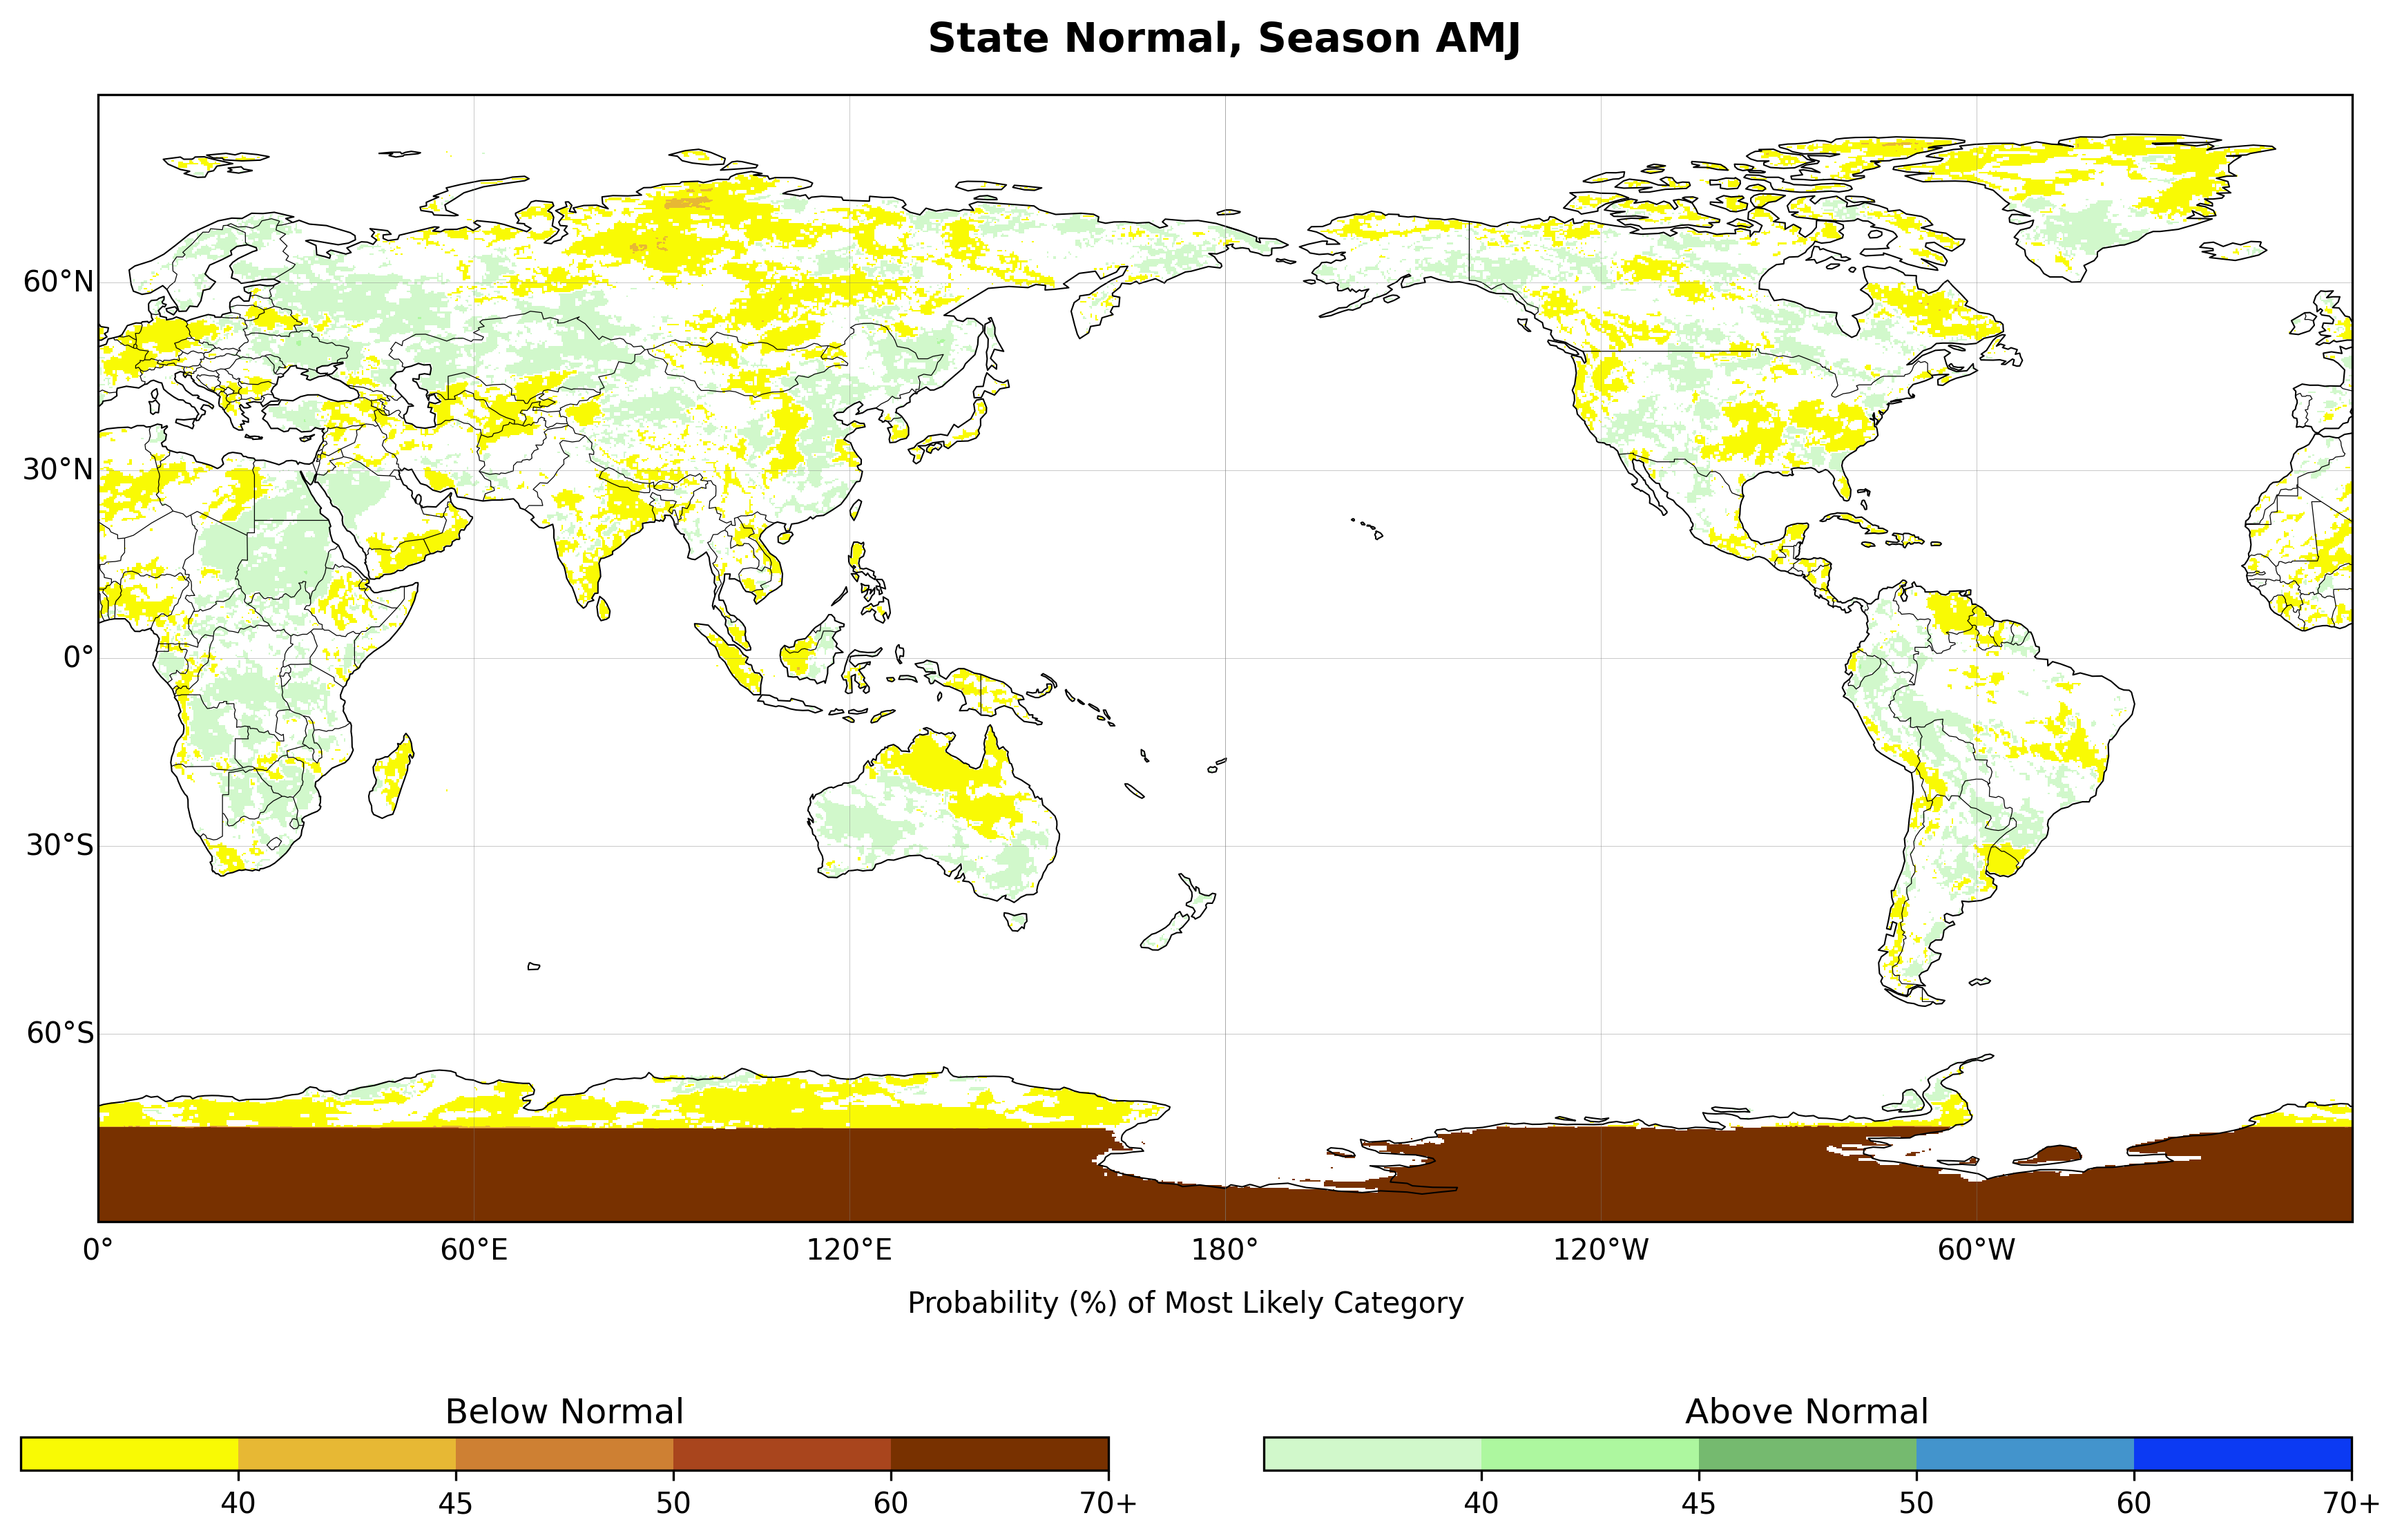 State Normal, Season AMJ
60°N
30°N
0°
30°S
60°S
0° 60°E 120°E 180° 120°W 60°W
Probability (%) of Most Likely Category
Below Normal
40 45 50 60 70+
Above Normal
40 45 50 60 70+